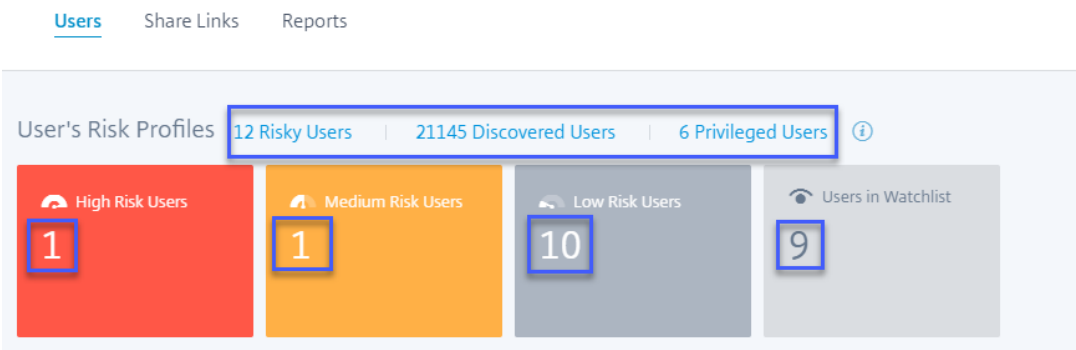 Users Share Links Reports
User's Risk Profiles 12 Risky Users 21145 Discovered Users 6 Privileged Users i
High Risk Users
1
Medium Risk Users
1
Low Risk Users
10
Users in Watchlist
9